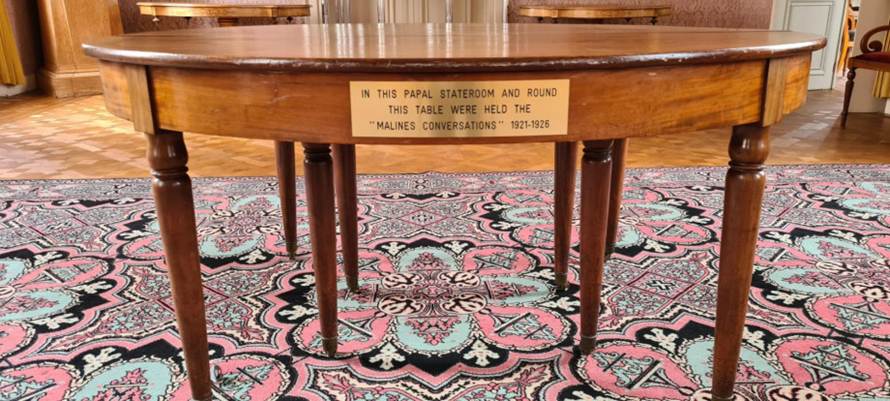 IN THIS PAPAL STATEROOM AND ROUND
THIS TABLE WERE HELD THE
"MALINES CONVERSATIONS" 1921-1926